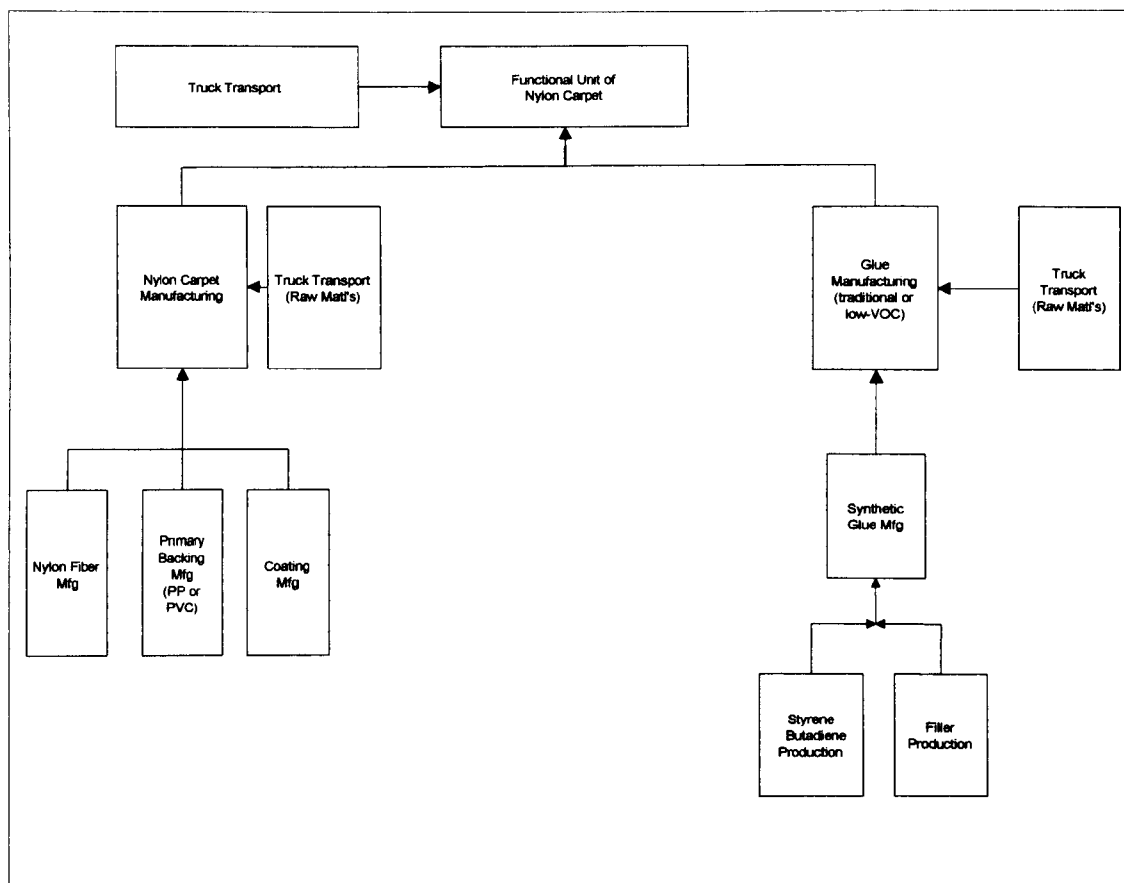 Truck Transport
Functional Unit of
Nylon Carpet
Nylon Carpet
Manufacturing
Truck Transport
(Raw Matl's)
Glue
Manufacturing
(traditional or
low-VOC)
Truck
Transport
(Raw Matl's)
Nylon Fiber
Mfg
Primary
Backing
Mfg
(PP or
PVC)
Coating
Mfg
Synthetic
Glue Mfg
Styrene
Butadiene
Production
Filler
Production